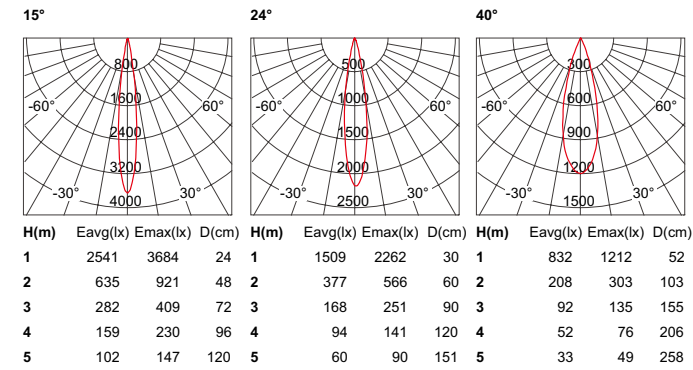 15° 24° 40°
800 500 300
1600 1000 600
-60° 60° -60° 60° -60° 60°
2400 1500 900
3200 2000 1200
-30° 30° -30° 30° -30° 30°
4000 2500 1500
H(m) Eavg(lx) Emax(lx) D(cm) H(m) Eavg(lx) Emax(lx) D(cm) H(m) Eavg(lx) Emax(lx) D(cm)
1 2541 3684 24 1 1509 2262 30 1 832 1212 52
2 635 921 48 2 377 566 60 2 208 303 103
3 282 409 72 3 168 251 90 3 92 135 155
4 159 230 96 4 94 141 120 4 52 76 206
5 102 147 120 5 60 90 151 5 33 49 258